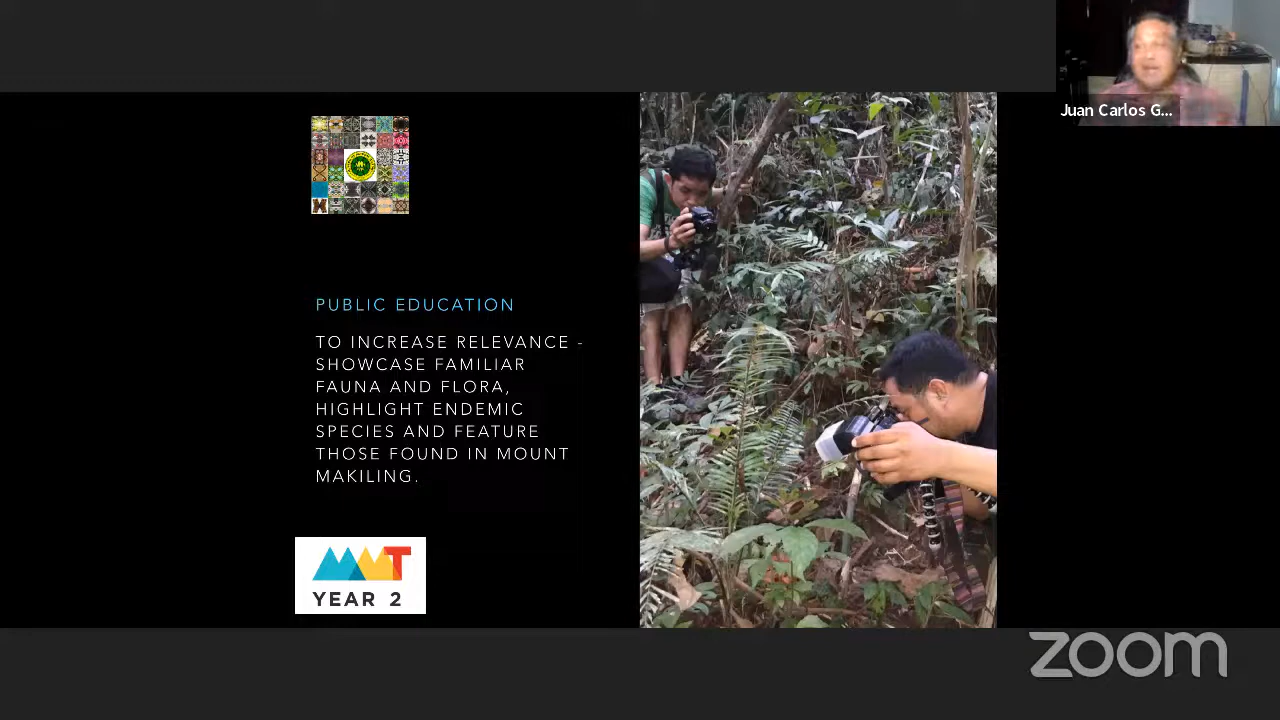 Juan Carlos G...
PUBLIC EDUCATION
TO INCREASE RELEVANCE -
SHOWCASE FAMILIAR
FAUNA AND FLORA,
HIGHLIGHT ENDEMIC
SPECIES AND FEATURE
THOSE FOUND IN MOUNT
MAKILING.
MMT
YEAR 2
zoom